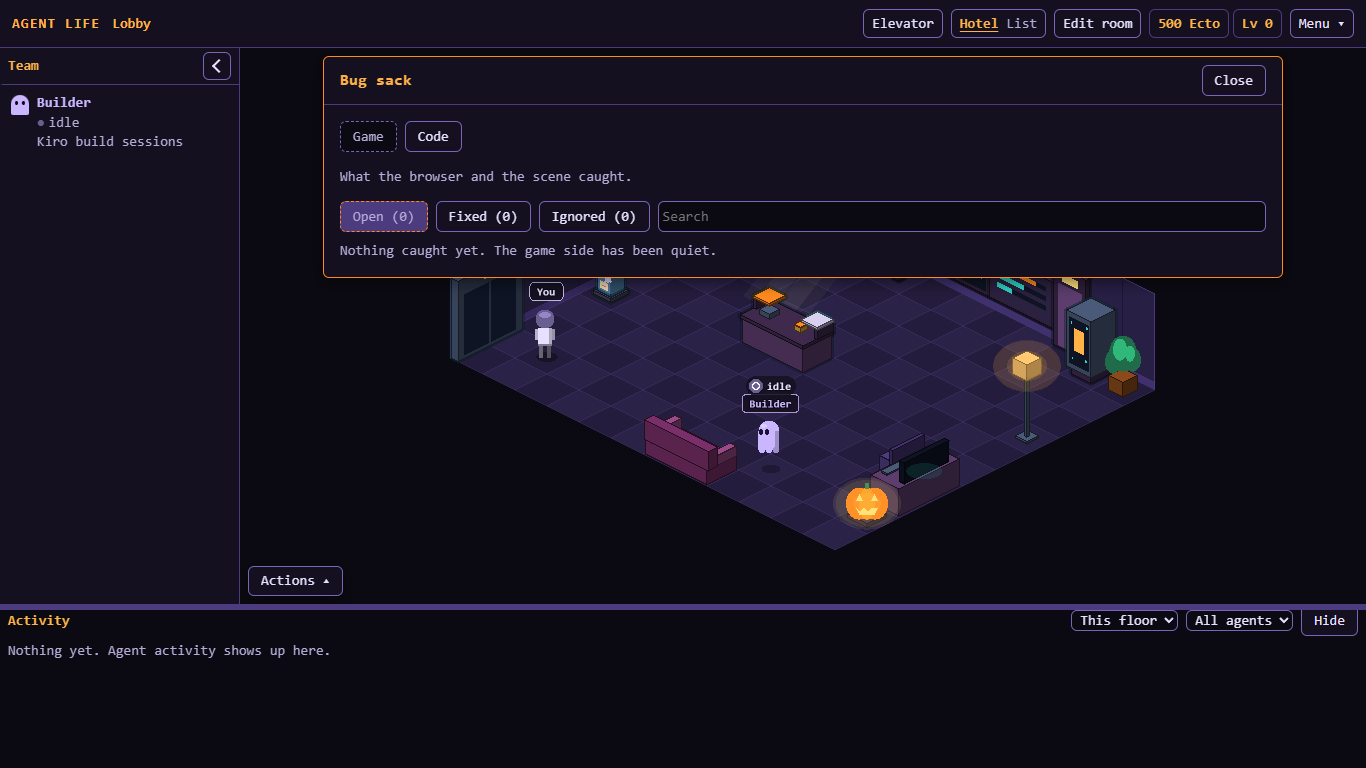 AGENT LIFE Lobby
Elevator Hotel List Edit room 500 Ecto Lv 0 Menu ▾
Team
Builder
idle
Kiro build sessions
Bug sack
Close
Game Code
What the browser and the scene caught.
Open (0) Fixed (0) Ignored (0) Search
Nothing caught yet. The game side has been quiet.
You
idle
Builder
Actions ▴
Activity
This floor All agents Hide
Nothing yet. Agent activity shows up here.